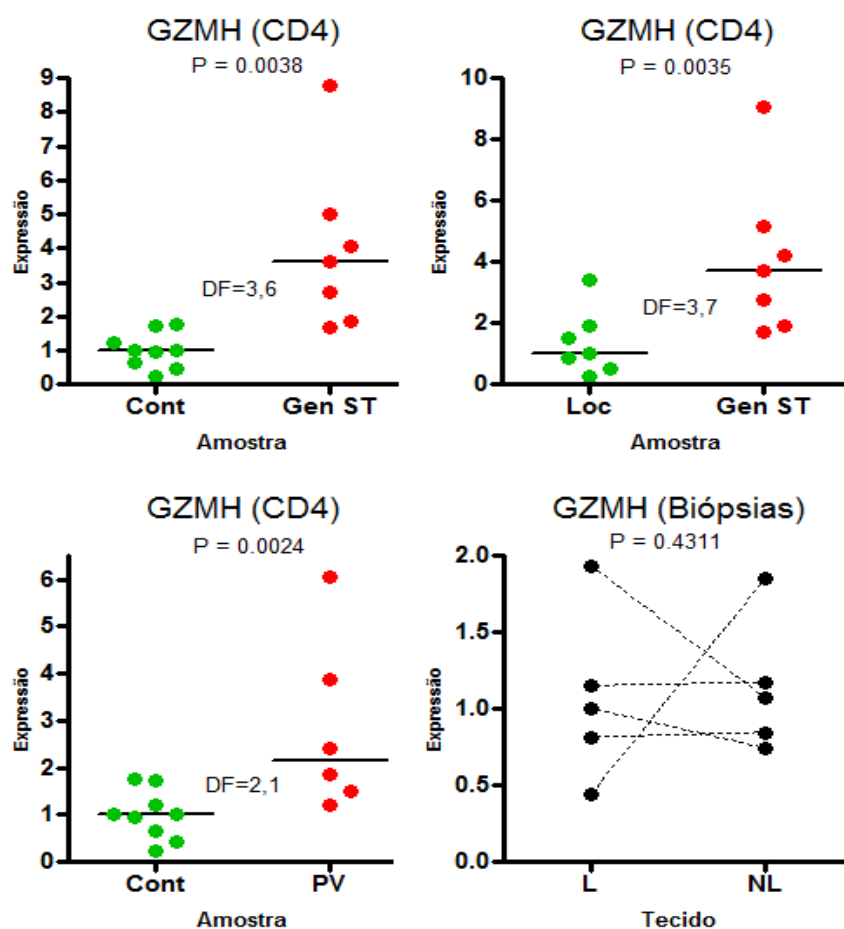 GZMH (CD4)
P = 0.0038
Expressão
9
8
7
6
5
4
3
2
1
0
DF=3,6
Cont
Gen ST
Amostra
GZMH (CD4)
P = 0.0035
Expressão
10
8
6
4
2
0
DF=3,7
Loc
Gen ST
Amostra
GZMH (CD4)
P = 0.0024
Expressão
6
5
4
3
2
1
0
DF=2,1
Cont
PV
Amostra
GZMH (Biópsias)
P = 0.4311
Expressão
2.0
1.5
1.0
0.5
0.0
L
NL
Tecido